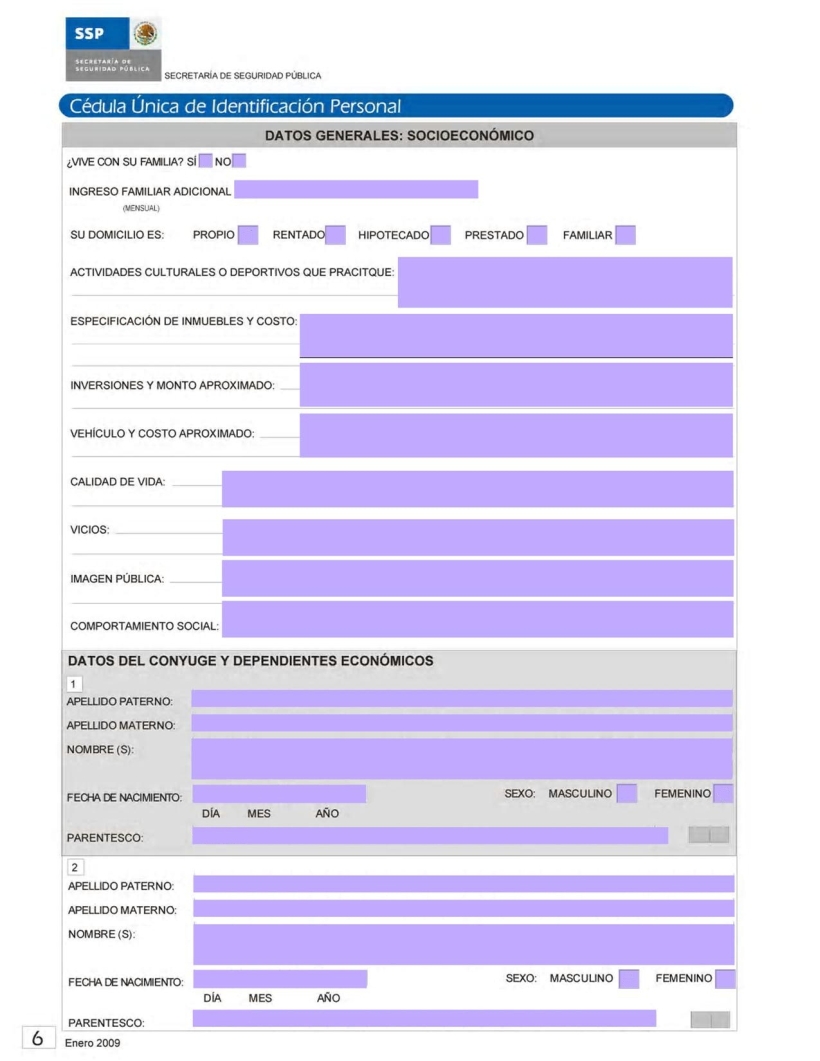 SSP
SECRETARÍA DE
SEGURIDAD PÚBLICA
SECRETARÍA DE SEGURIDAD PÚBLICA
Cédula Única de Identificación Personal
DATOS GENERALES: SOCIOECONÓMICO
¿VIVE CON SU FAMILIA? SÍ NO
INGRESO FAMILIAR ADICIONAL
(MENSUAL)
SU DOMICILIO ES: PROPIO RENTADO HIPOTECADO PRESTADO FAMILIAR
ACTIVIDADES CULTURALES O DEPORTIVOS QUE PRACITQUE:
ESPECIFICACIÓN DE INMUEBLES Y COSTO:
INVERSIONES Y MONTO APROXIMADO:
VEHÍCULO Y COSTO APROXIMADO:
CALIDAD DE VIDA:
VICIOS:
IMAGEN PÚBLICA:
COMPORTAMIENTO SOCIAL:
DATOS DEL CONYUGE Y DEPENDIENTES ECONÓMICOS
1
APELLIDO PATERNO:
APELLIDO MATERNO:
NOMBRE (S):
FECHA DE NACIMIENTO: SEXO: MASCULINO FEMENINO
DÍA MES AÑO
PARENTESCO:
2
APELLIDO PATERNO:
APELLIDO MATERNO:
NOMBRE (S):
FECHA DE NACIMIENTO: SEXO: MASCULINO FEMENINO
DÍA MES AÑO
PARENTESCO:
6 Enero 2009